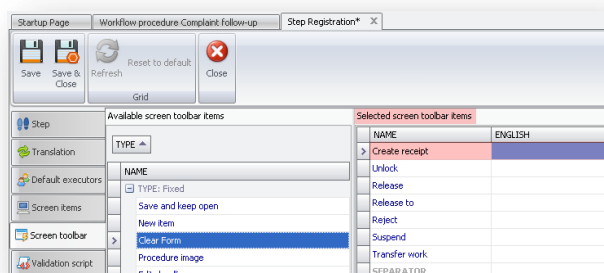 Startup Page
Workflow procedure Complaint follow-up
Step Registration*
X
Save
Save & Close
Refresh
Reset to default
Close
Grid
Step
Translation
Default executors
Screen items
Screen toolbar
Validation script
Available screen toolbar items
TYPE
NAME
TYPE: Fixed
Save and keep open
New item
Clear Form
Procedure image
Selected screen toolbar items
NAME ENGLISH
Create receipt
Unlock
Release
Release to
Reject
Suspend
Transfer work
SEPARATOR